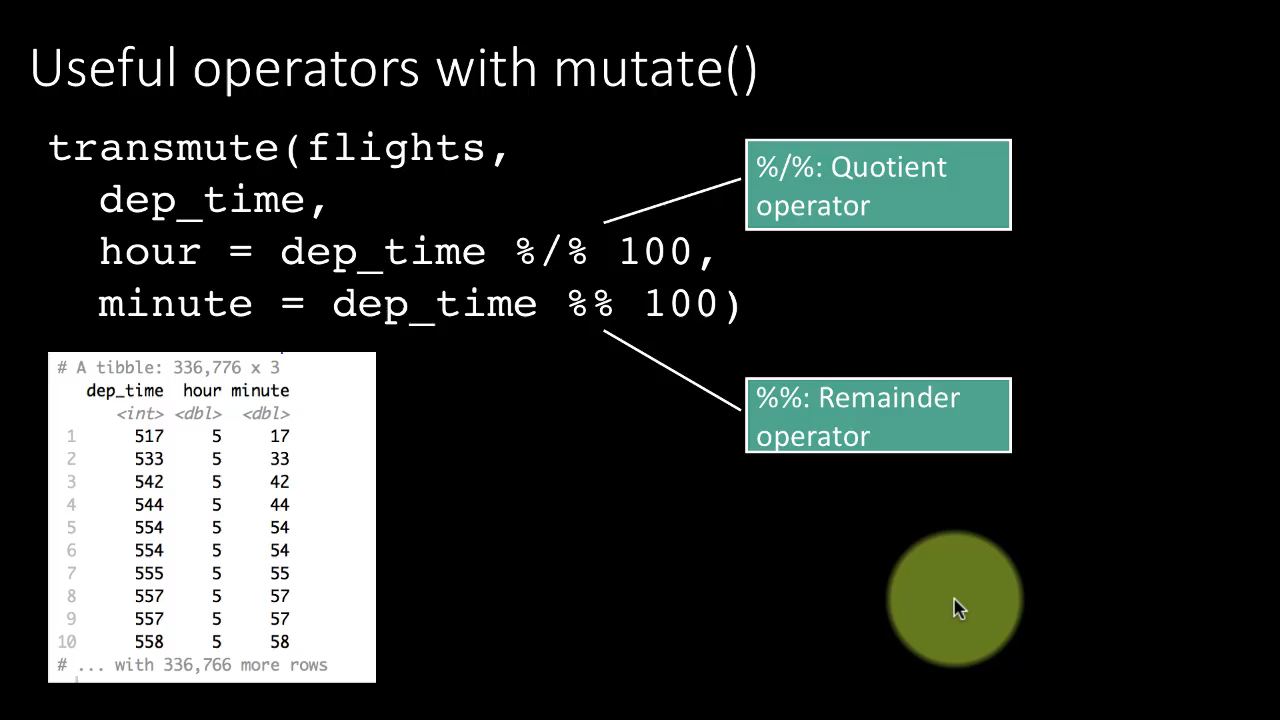 Useful operators with mutate()
transmute(flights,
dep_time,
hour = dep_time %/% 100,
minute = dep_time %% 100)
%/%: Quotient
operator
%%: Remainder
operator
# A tibble: 336,776 x 3
dep_time hour minute
<int> <dbl> <dbl>
1 517 5 17
2 533 5 33
3 542 5 42
4 544 5 44
5 554 5 54
6 554 5 54
7 555 5 55
8 557 5 57
9 557 5 57
10 558 5 58
# ... with 336,766 more rows